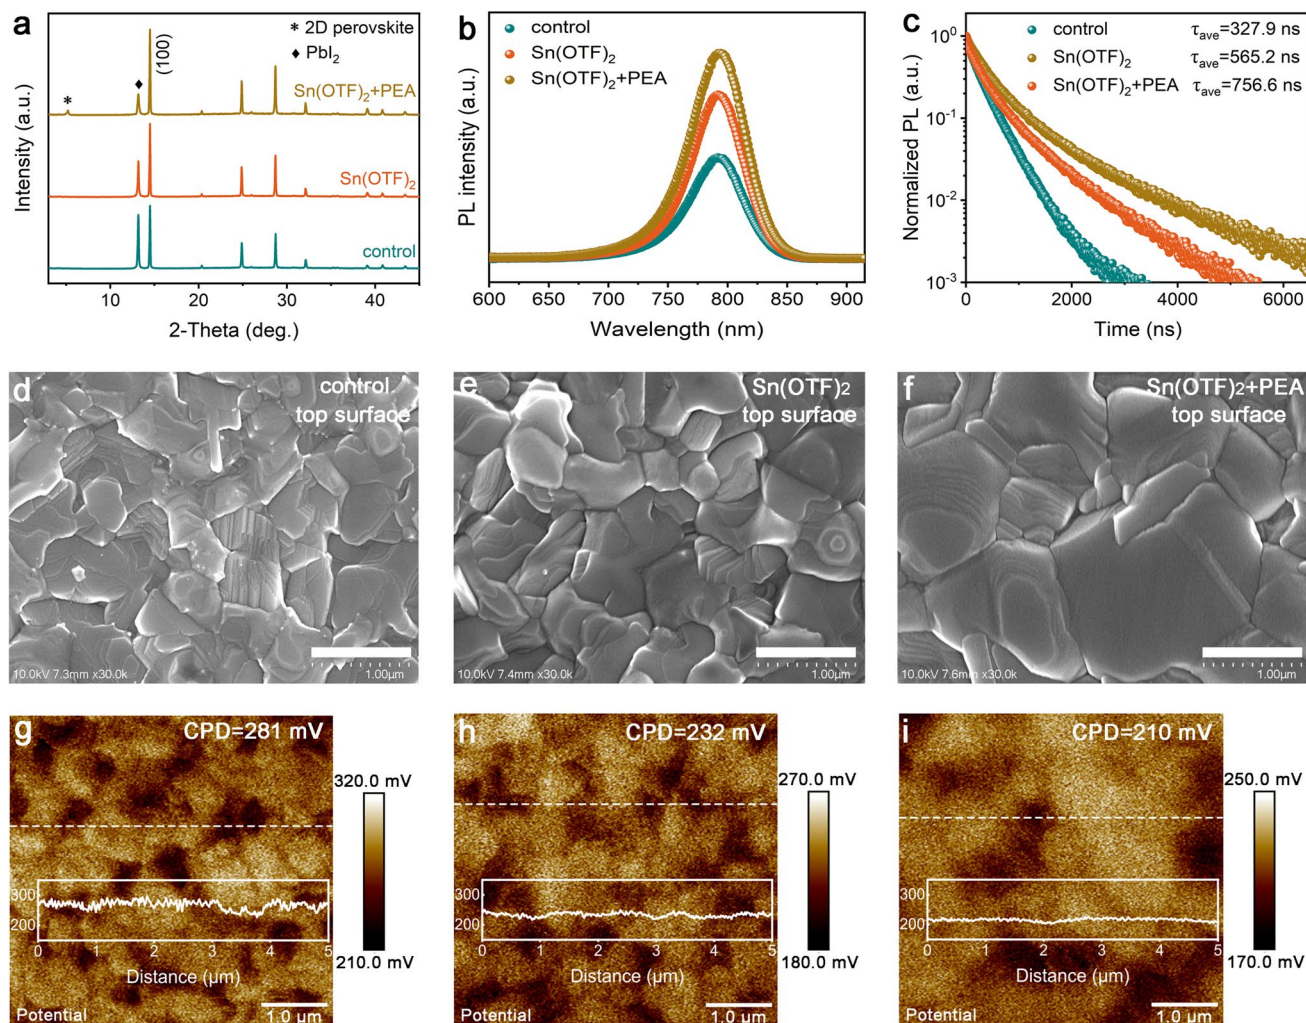 a
* 2D perovskite
♦ PbI₂
(100)
*
♦
Sn(OTF)₂+PEA
Sn(OTF)₂
control
Intensity (a.u.)
10 20 30 40
2-Theta (deg.)
b
control
Sn(OTF)₂
Sn(OTF)₂+PEA
PL intensity (a.u.)
600 650 700 750 800 850 900
Wavelength (nm)
c
control τave=327.9 ns
Sn(OTF)₂ τave=565.2 ns
Sn(OTF)₂+PEA τave=756.6 ns
Normalized PL (a.u.)
10⁰
10⁻¹
10⁻²
10⁻³
0 2000 4000 6000
Time (ns)
d
control
top surface
10.0kV 7.3mm x30.0k 1.00µm
e
Sn(OTF)₂
top surface
10.0kV 7.4mm x30.0k 1.00µm
f
Sn(OTF)₂+PEA
top surface
10.0kV 7.6mm x30.0k 1.00µm
g
CPD=281 mV
320.0 mV
210.0 mV
300
200
0 1 2 3 4 5
Distance (µm)
Potential
1.0 µm
h
CPD=232 mV
270.0 mV
180.0 mV
300
200
0 1 2 3 4 5
Distance (µm)
Potential
1.0 µm
i
CPD=210 mV
250.0 mV
170.0 mV
300
200
0 1 2 3 4 5
Distance (µm)
Potential
1.0 µm